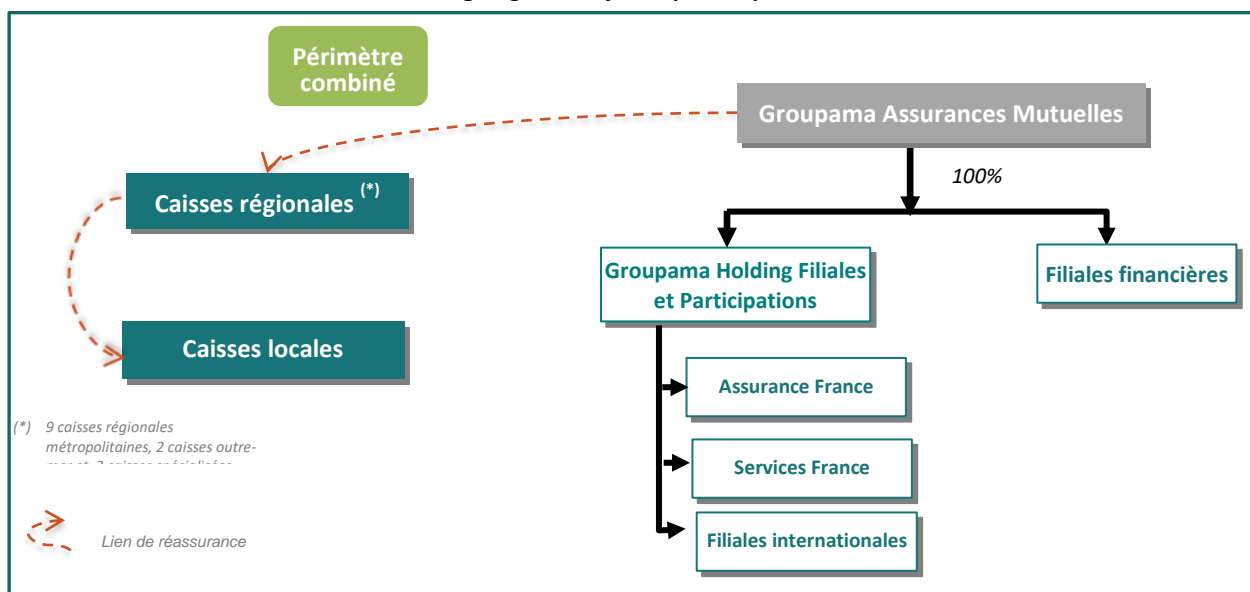 Périmètre
combiné
Groupama Assurances Mutuelles
100%
Caisses régionales (*)
Groupama Holding Filiales
et Participations
Filiales financières
Caisses locales
Assurance France
(*) 9 caisses régionales
métropolitaines, 2 caisses outre-
Services France
Lien de réassurance
Filiales internationales